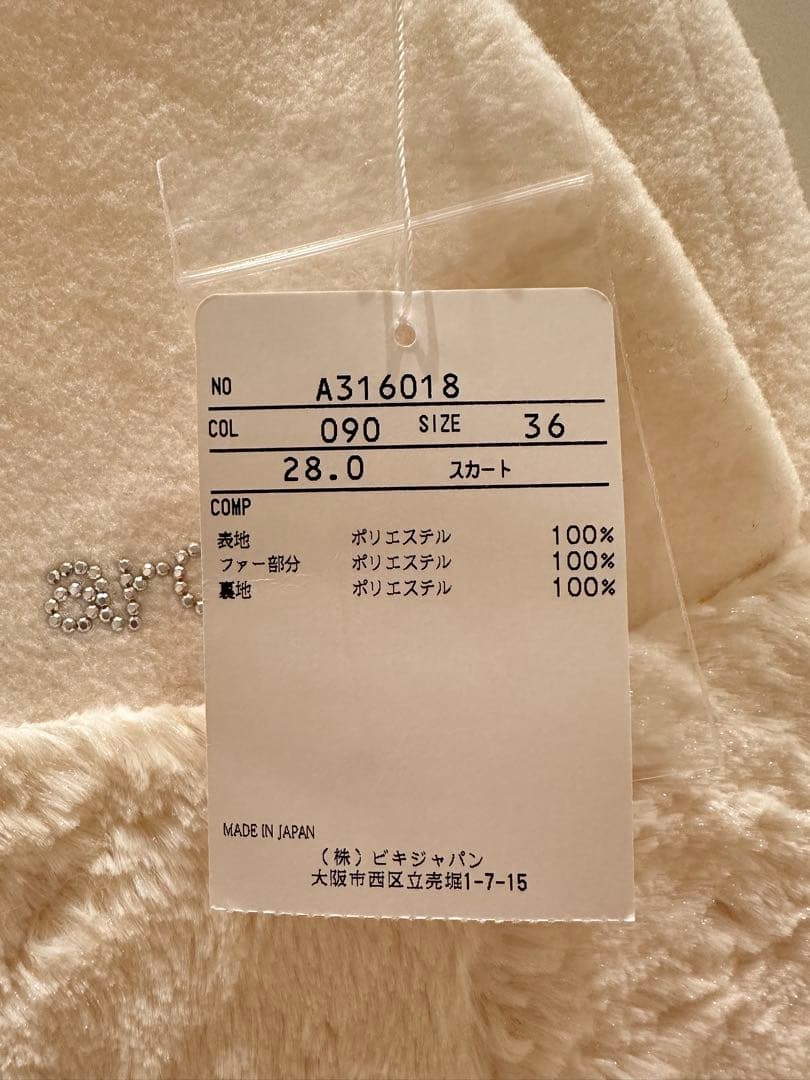 NO A316018
COL 090 SIZE 36
28.0 スカート
COMP
表地 ポリエステル 100%
ファー部分 ポリエステル 100%
裏地 ポリエステル 100%
ar
MADE IN JAPAN
(株)ビキジャパン
大阪市西区立売堀1-7-15